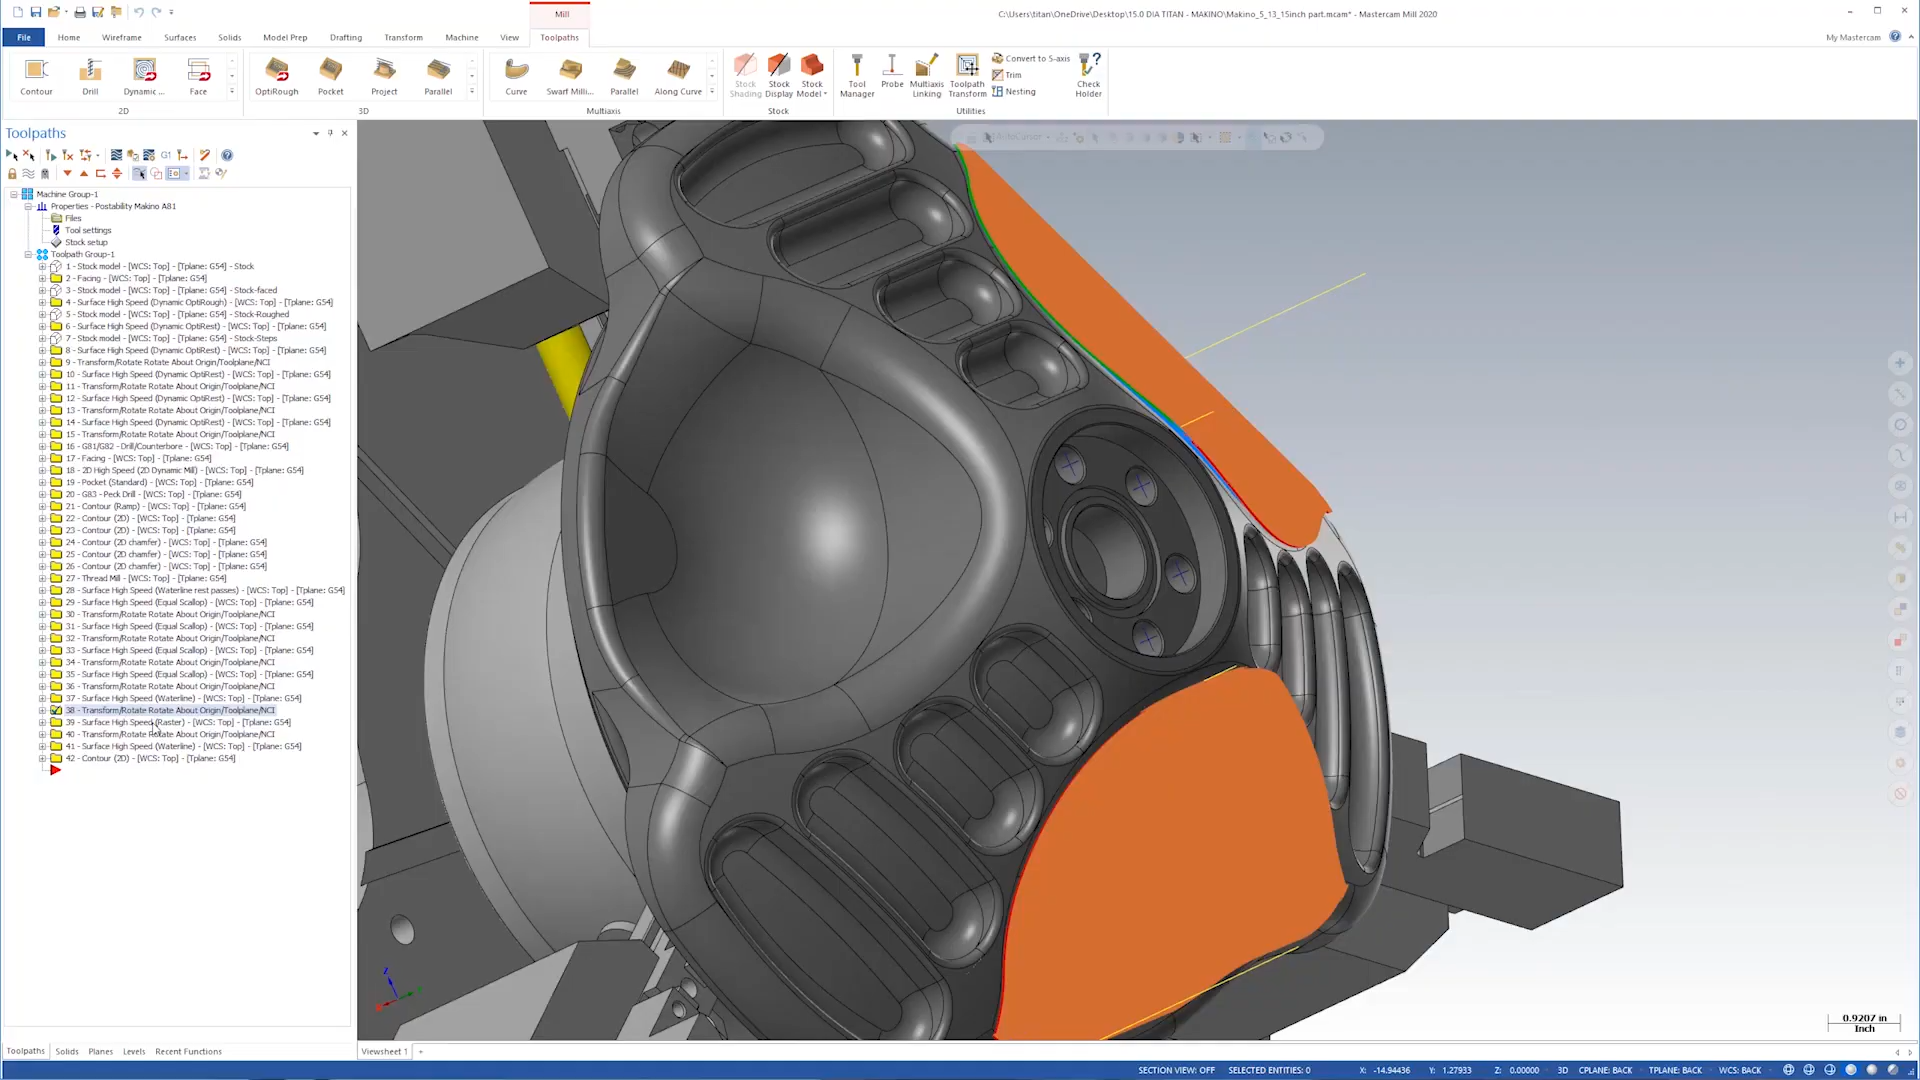 Mill
C:\Users\titan\OneDrive\Desktop\15.0 DIA TITAN - MAKINO\Makino_5_13_15inch part.mcam* - Mastercam Mill 2020
File
Home
Wireframe
Surfaces
Solids
Model Prep
Drafting
Transform
Machine
View
Toolpaths
My Mastercam
Contour
Drill
Dynamic ...
Face
OptiRough
Pocket
Project
Parallel
Curve
Swarf Milli...
Parallel
Along Curve
Stock Shading
Stock Display
Stock Model
Tool Manager
Probe
Multiaxis Linking
Toolpath Transform
Convert to 5-axis
Trim
Nesting
Check Holder
2D
3D
Multiaxis
Stock
Utilities
Toolpaths
G1
AutoCursor
Machine Group-1
Properties - Postability Makino A81
Files
Tool settings
Stock setup
Toolpath Group-1
1 - Stock model - [WCS: Top] - [Tplane: G54] - Stock
2 - Facing - [WCS: Top] - [Tplane: G54]
3 - Stock model - [WCS: Top] - [Tplane: G54] - Stock-faced
4 - Surface High Speed (Dynamic OptiRough) - [WCS: Top] - [Tplane: G54]
5 - Stock model - [WCS: Top] - [Tplane: G54] - Stock-Roughed
6 - Surface High Speed (Dynamic OptiRest) - [WCS: Top] - [Tplane: G54]
7 - Stock model - [WCS: Top] - [Tplane: G54] - Stock-Steps
8 - Surface High Speed (Dynamic OptiRest) - [WCS: Top] - [Tplane: G54]
9 - Transform/Rotate Rotate About Origin/Toolplane/NCI
10 - Surface High Speed (Dynamic OptiRest) - [WCS: Top] - [Tplane: G54]
11 - Transform/Rotate Rotate About Origin/Toolplane/NCI
12 - Surface High Speed (Dynamic OptiRest) - [WCS: Top] - [Tplane: G54]
13 - Transform/Rotate Rotate About Origin/Toolplane/NCI
14 - Surface High Speed (Dynamic OptiRest) - [WCS: Top] - [Tplane: G54]
15 - Transform/Rotate Rotate About Origin/Toolplane/NCI
16 - G81/G82 - Drill/Counterbore - [WCS: Top] - [Tplane: G54]
17 - Facing - [WCS: Top] - [Tplane: G54]
18 - 2D High Speed (2D Dynamic Mill) - [WCS: Top] - [Tplane: G54]
19 - Pocket (Standard) - [WCS: Top] - [Tplane: G54]
20 - G83 - Peck Drill - [WCS: Top] - [Tplane: G54]
21 - Contour (Ramp) - [WCS: Top] - [Tplane: G54]
22 - Contour (2D) - [WCS: Top] - [Tplane: G54]
23 - Contour (2D) - [WCS: Top] - [Tplane: G54]
24 - Contour (2D chamfer) - [WCS: Top] - [Tplane: G54]
25 - Contour (2D chamfer) - [WCS: Top] - [Tplane: G54]
26 - Contour (2D chamfer) - [WCS: Top] - [Tplane: G54]
27 - Thread Mill - [WCS: Top] - [Tplane: G54]
28 - Surface High Speed (Waterline rest passes) - [WCS: Top] - [Tplane: G54]
29 - Surface High Speed (Equal Scallop) - [WCS: Top] - [Tplane: G54]
30 - Transform/Rotate Rotate About Origin/Toolplane/NCI
31 - Surface High Speed (Equal Scallop) - [WCS: Top] - [Tplane: G54]
32 - Transform/Rotate Rotate About Origin/Toolplane/NCI
33 - Surface High Speed (Equal Scallop) - [WCS: Top] - [Tplane: G54]
34 - Transform/Rotate Rotate About Origin/Toolplane/NCI
35 - Surface High Speed (Equal Scallop) - [WCS: Top] - [Tplane: G54]
36 - Transform/Rotate Rotate About Origin/Toolplane/NCI
37 - Surface High Speed (Waterline) - [WCS: Top] - [Tplane: G54]
38 - Transform/Rotate Rotate About Origin/Toolplane/NCI
39 - Surface High Speed (Raster) - [WCS: Top] - [Tplane: G54]
40 - Transform/Rotate Rotate About Origin/Toolplane/NCI
41 - Surface High Speed (Waterline) - [WCS: Top] - [Tplane: G54]
42 - Contour (2D) - [WCS: Top] - [Tplane: G54]
Z
0.9207 in
Inch
Toolpaths
Solids
Planes
Levels
Recent Functions
Viewsheet 1
+
SECTION VIEW: OFF
SELECTED ENTITIES: 0
X: -14.94436
Y: 1.27933
Z: 0.00000
3D
CPLANE: BACK
TPLANE: BACK
WCS: BACK